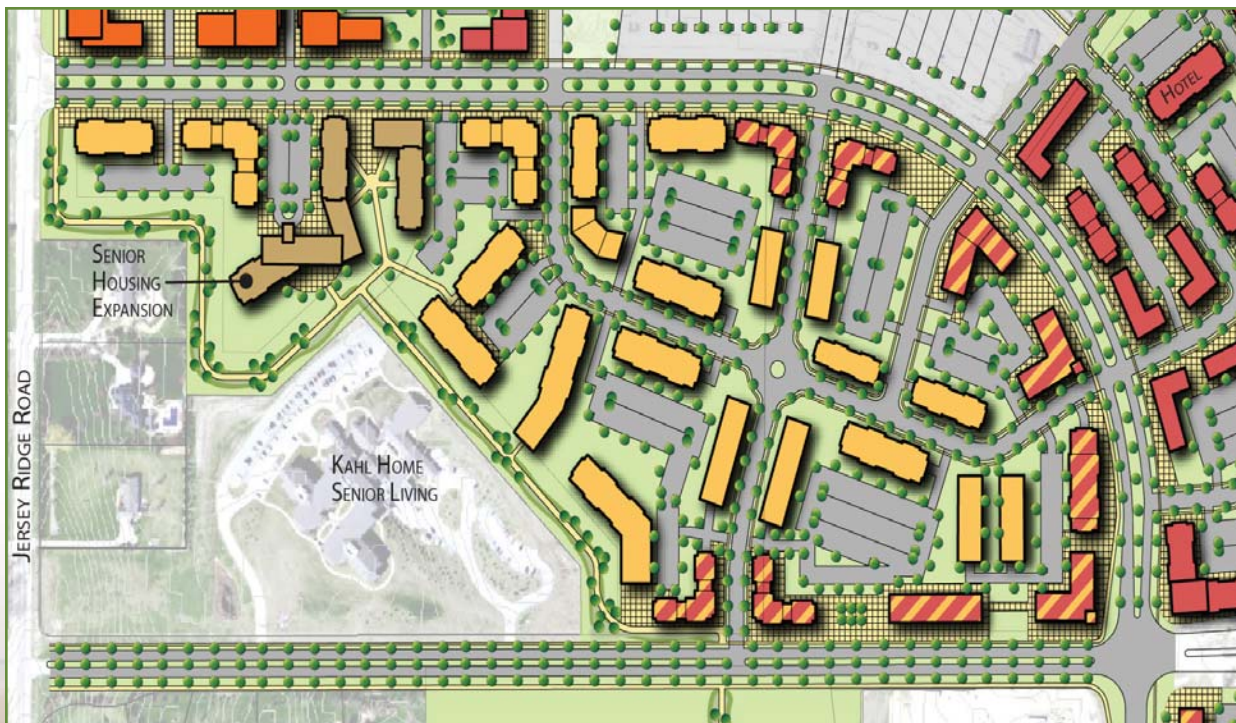 HOTEL
SENIOR
HOUSING
EXPANSION
JERSEY RIDGE ROAD
KAHL HOME
SENIOR LIVING